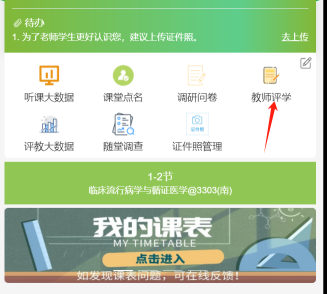 待办
1. 为了老师学生更好认识您，建议上传证件照。 去上传
听课大数据 课堂点名 调研问卷 教师评学
评教大数据 随堂调查 证件照管理
1-2节
临床流行病学与循证医学@3303(南)
我的课表
MY TIMETABLE
点击进入
如发现课表问题，可在线反馈！